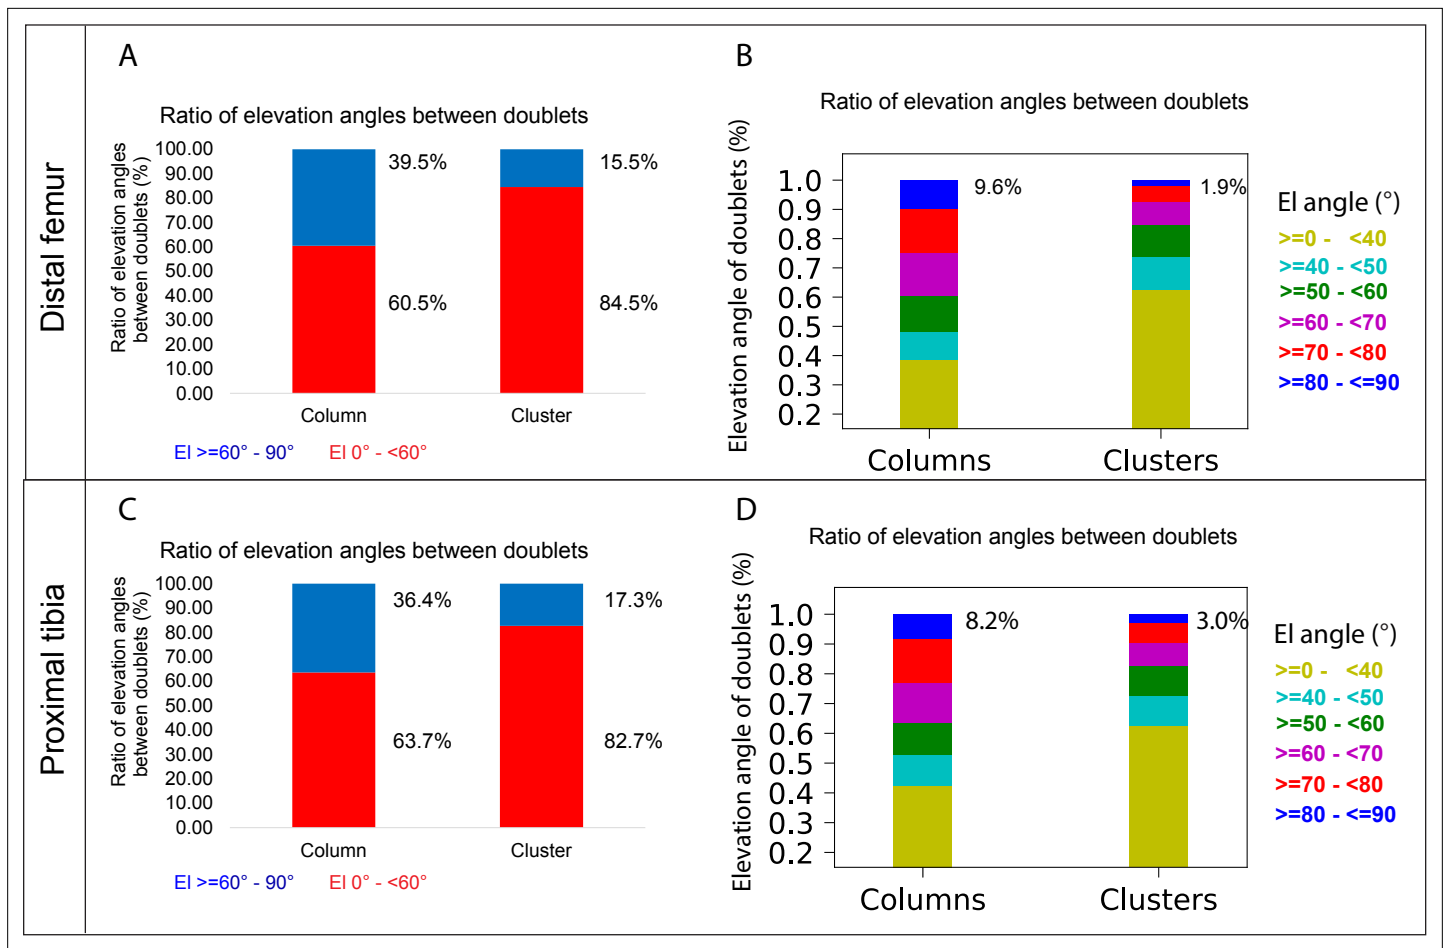 Distal femur
A
Ratio of elevation angles between doublets
Ratio of elevation angles
between doublets (%)
100.00
90.00
80.00
70.00
60.00
50.00
40.00
30.00
20.00
10.00
0.00
39.5%
15.5%
60.5%
84.5%
Column
Cluster
El >=60° - 90°
El 0° - <60°
B
Ratio of elevation angles between doublets
Elevation angle of doublets (%)
1.0
0.9
0.8
0.7
0.6
0.5
0.4
0.3
0.2
9.6%
1.9%
Columns
Clusters
El angle (°)
>=0 - <40
>=40 - <50
>=50 - <60
>=60 - <70
>=70 - <80
>=80 - <=90
Proximal tibia
C
Ratio of elevation angles between doublets
Ratio of elevation angles
between doublets (%)
100.00
90.00
80.00
70.00
60.00
50.00
40.00
30.00
20.00
10.00
0.00
36.4%
17.3%
63.7%
82.7%
Column
Cluster
El >=60° - 90°
El 0° - <60°
D
Ratio of elevation angles between doublets
Elevation angle of doublets (%)
1.0
0.9
0.8
0.7
0.6
0.5
0.4
0.3
0.2
8.2%
3.0%
Columns
Clusters
El angle (°)
>=0 - <40
>=40 - <50
>=50 - <60
>=60 - <70
>=70 - <80
>=80 - <=90